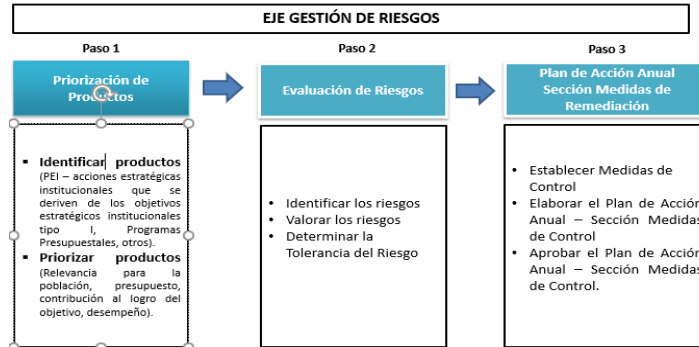 EJE GESTIÓN DE RIESGOS
Paso 1
Priorización de
Productos
▪ Identificar productos
(PEI – acciones estratégicas
institucionales que se
deriven de los objetivos
estratégicos institucionales
tipo I, Programas
Presupuestales, otros).
▪ Priorizar productos
(Relevancia para la
población, presupuesto,
contribución al logro del
objetivo, desempeño).
Paso 2
Evaluación de Riesgos
• Identificar los riesgos
• Valorar los riesgos
• Determinar la
Tolerancia del Riesgo
Paso 3
Plan de Acción Anual
Sección Medidas de
Remediación
• Establecer Medidas de
Control
• Elaborar el Plan de Acción
Anual – Sección Medidas
de Control
• Aprobar el Plan de Acción
Anual – Sección Medidas
de Control.